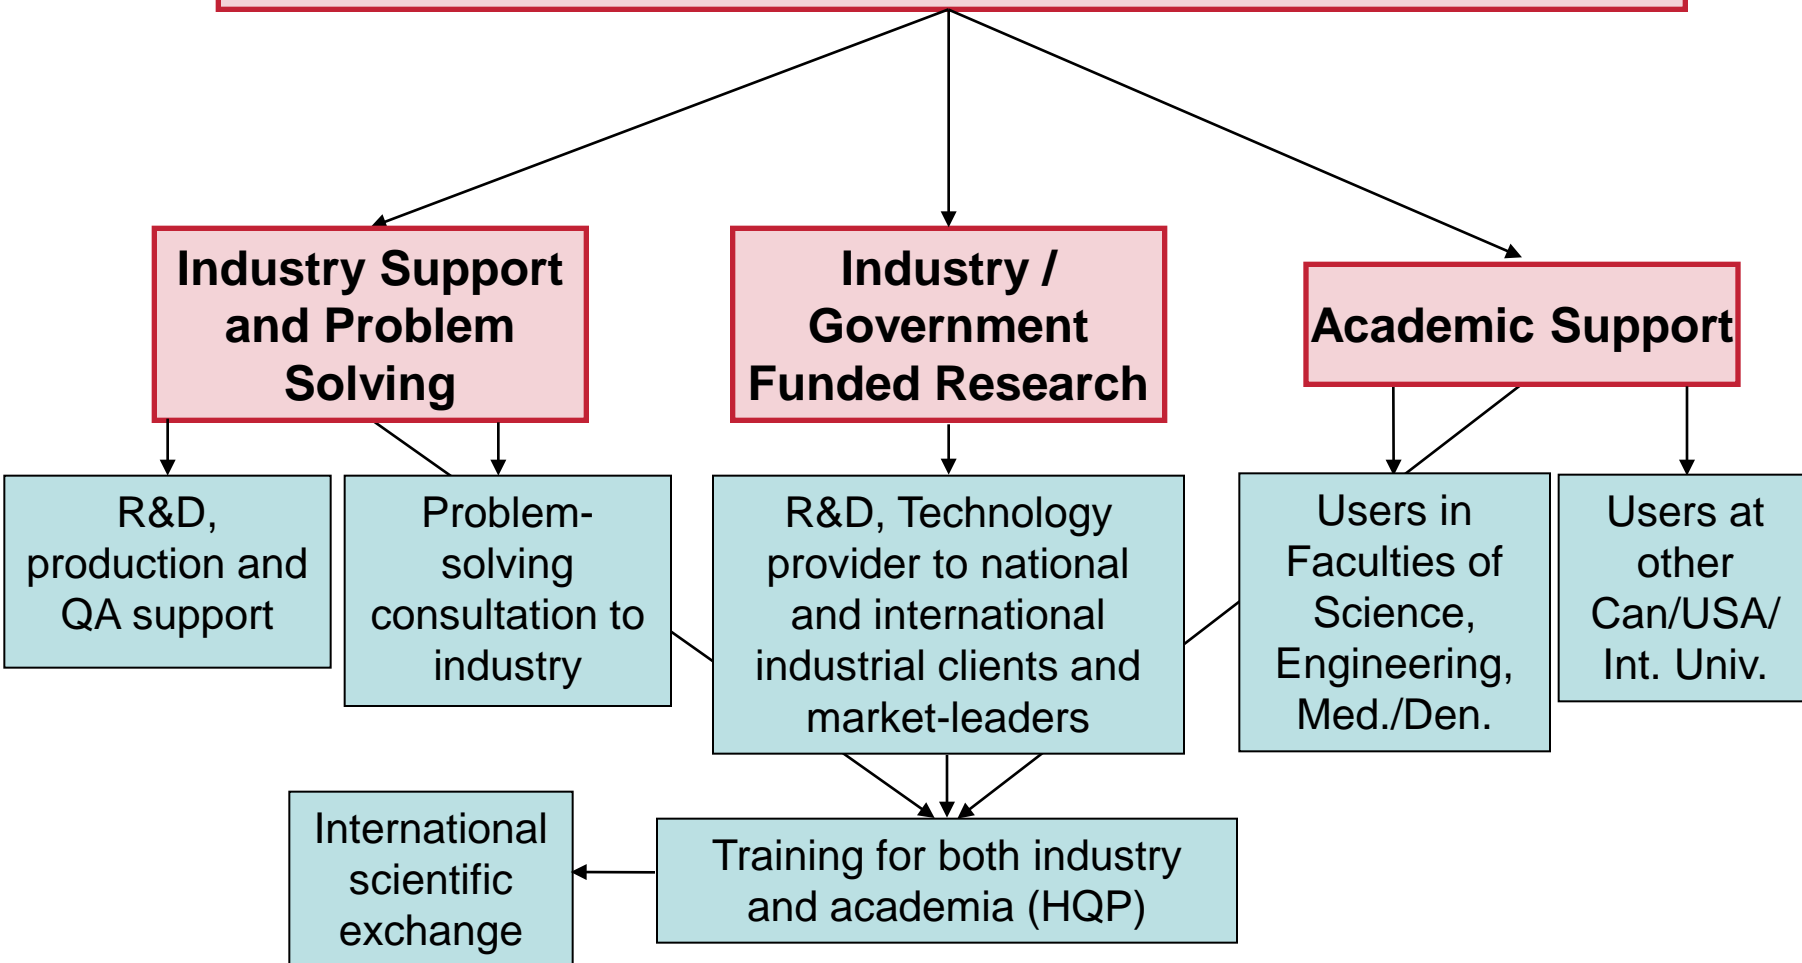 Industry Support
and Problem
Solving
Industry /
Government
Funded Research
Academic Support
R&D,
production and
QA support
Problem-
solving
consultation to
industry
R&D, Technology
provider to national
and international
industrial clients and
market-leaders
Users in
Faculties of
Science,
Engineering,
Med./Den.
Users at
other
Can/USA/
Int. Univ.
International
scientific
exchange
Training for both industry
and academia (HQP)